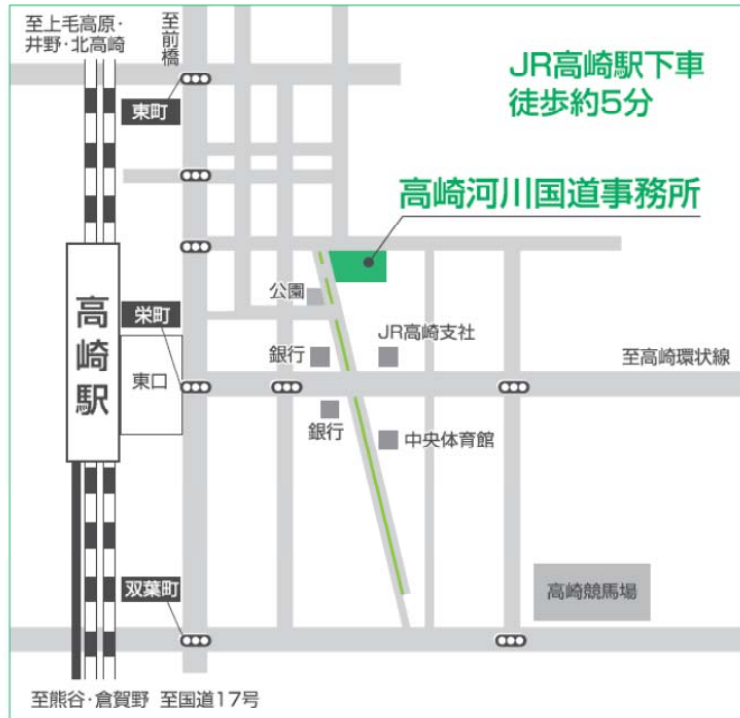 至上毛高原・
井野・北高崎
至前橋
JR高崎駅下車
徒歩約5分
東町
高崎河川国道事務所
公園
栄町
高崎駅
JR高崎支社
銀行
至高崎環状線
東口
銀行
中央体育館
双葉町
高崎競馬場
至熊谷・倉賀野 至国道17号